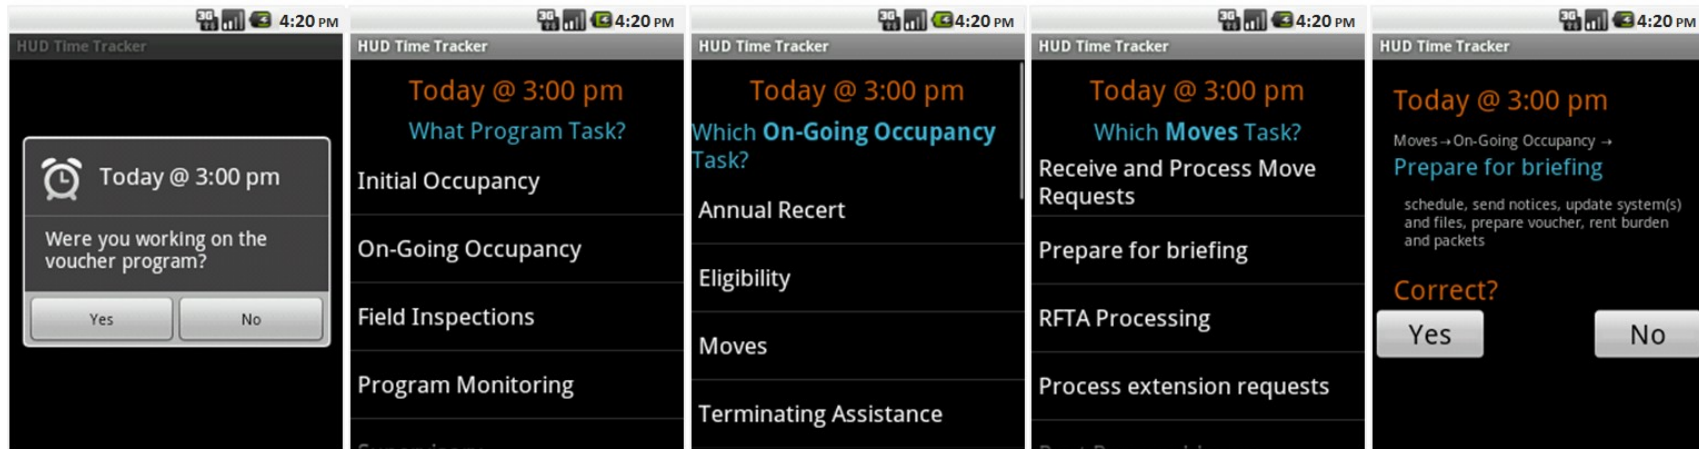 3G 4:20 PM
HUD Time Tracker
Today @ 3:00 pm
Were you working on the
voucher program?
Yes No
3G 4:20 PM
HUD Time Tracker
Today @ 3:00 pm
What Program Task?
Initial Occupancy
On-Going Occupancy
Field Inspections
Program Monitoring
3G 4:20 PM
HUD Time Tracker
Today @ 3:00 pm
Which On-Going Occupancy
Task?
Annual Recert
Eligibility
Moves
Terminating Assistance
3G 4:20 PM
HUD Time Tracker
Today @ 3:00 pm
Which Moves Task?
Receive and Process Move
Requests
Prepare for briefing
RFTA Processing
Process extension requests
3G 4:20 PM
HUD Time Tracker
Today @ 3:00 pm
Moves→On-Going Occupancy →
Prepare for briefing
schedule, send notices, update system(s)
and files, prepare voucher, rent burden
and packets
Correct?
Yes No